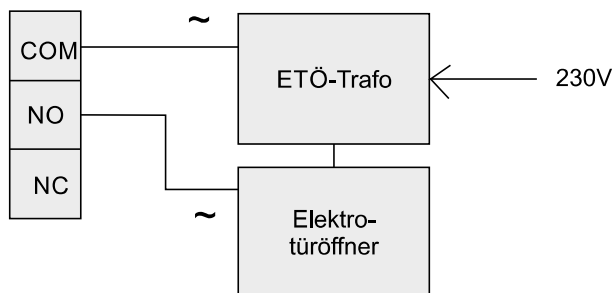 COM
~
ETÖ-Trafo
230V
NO
NC
~
Elektro-
türöffner